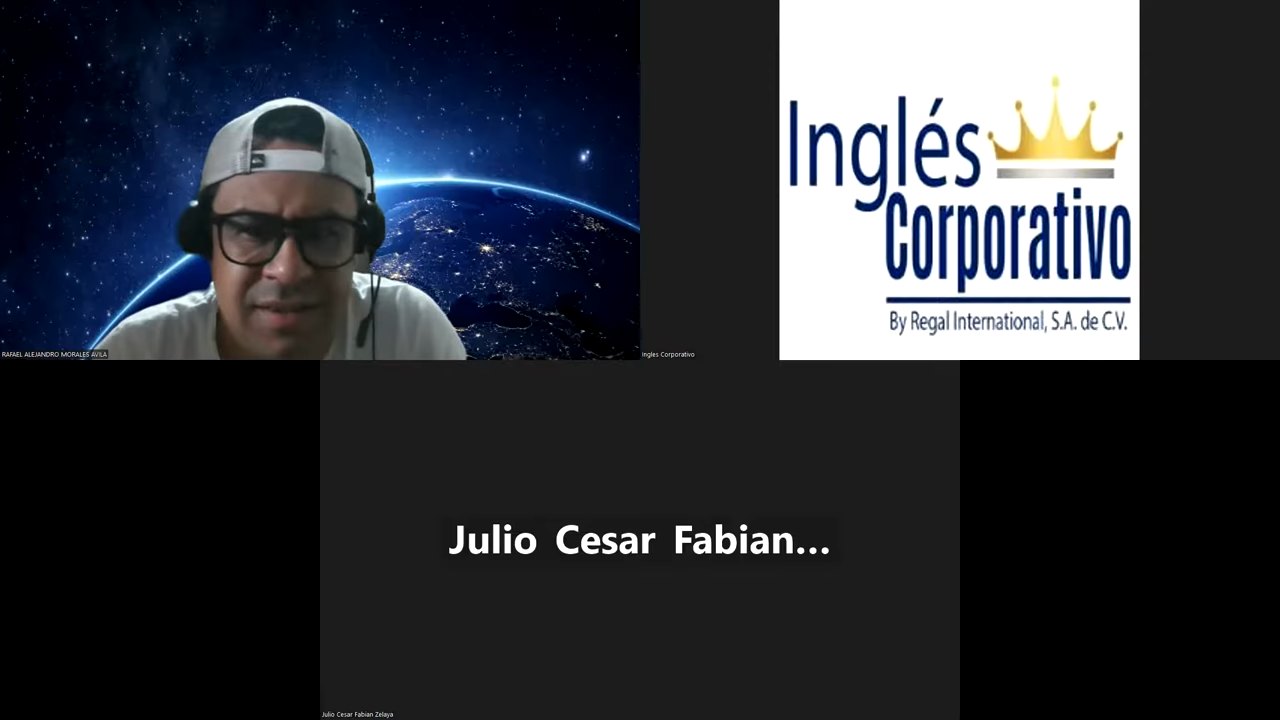 Inglés
Corporativo
By Regal International, S.A. de C.V.
RAFAEL ALEJANDRO MORALES AVILA
Ingles Corporativo
Julio Cesar Fabian...
Julio Cesar Fabian Zelaya